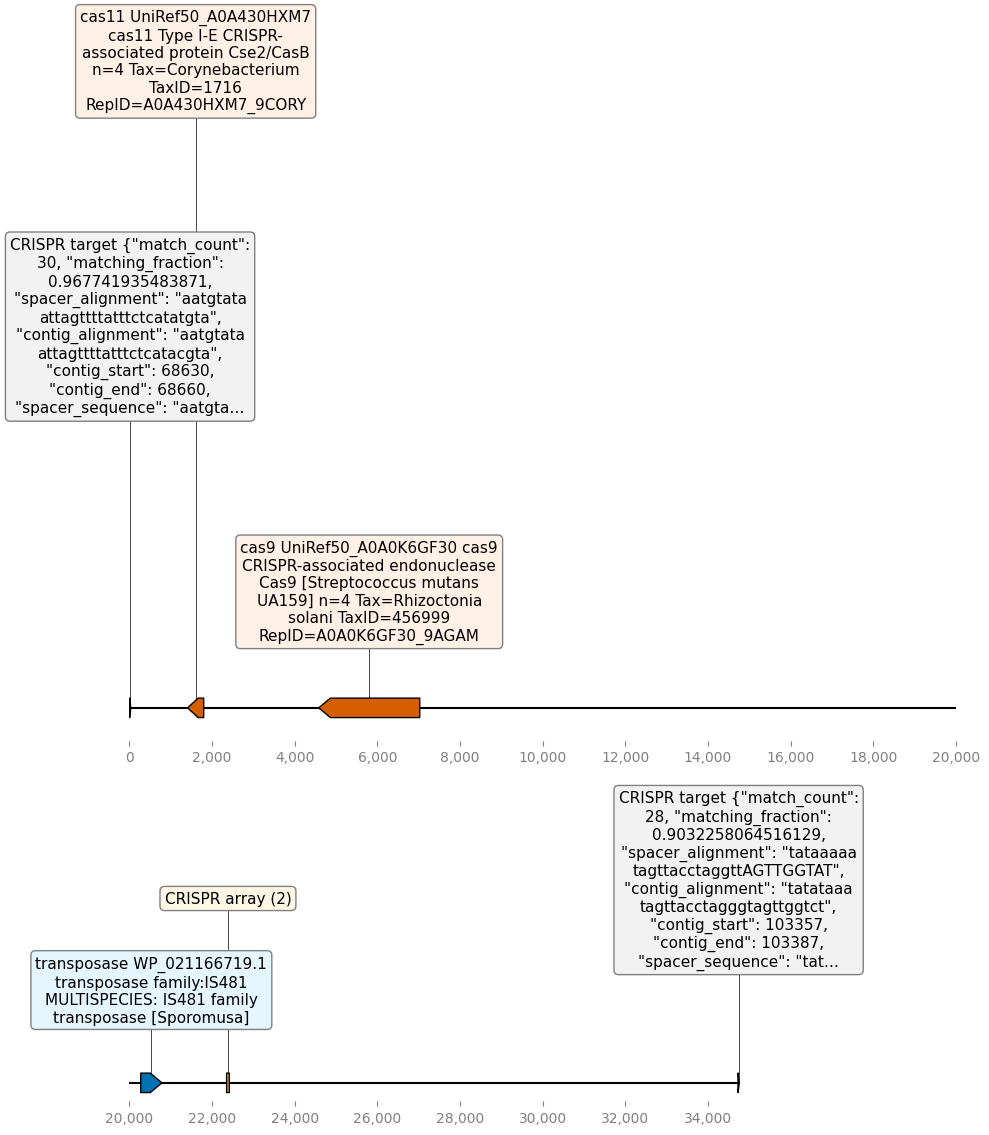 cas11 UniRef50_A0A430HXM7
cas11 Type I-E CRISPR-
associated protein Cse2/CasB
n=4 Tax=Corynebacterium
TaxID=1716
RepID=A0A430HXM7_9CORY
CRISPR target {"match_count":
30, "matching_fraction":
0.967741935483871,
"spacer_alignment": "aatgtata
attagttttatttctcatatgta",
"contig_alignment": "aatgtata
attagttttatttctcatacgta",
"contig_start": 68630,
"contig_end": 68660,
"spacer_sequence": "aatgta...
cas9 UniRef50_A0A0K6GF30 cas9
CRISPR-associated endonuclease
Cas9 [Streptococcus mutans
UA159] n=4 Tax=Rhizoctonia
solani TaxID=456999
RepID=A0A0K6GF30_9AGAM
0 2,000 4,000 6,000 8,000 10,000 12,000 14,000 16,000 18,000 20,000
CRISPR target {"match_count":
28, "matching_fraction":
0.9032258064516129,
"spacer_alignment": "tataaaaa
tagttacctaggttAGTTGGTAT",
"contig_alignment": "tatataaa
tagttacctagggtagttggtct",
"contig_start": 103357,
"contig_end": 103387,
"spacer_sequence": "tat...
CRISPR array (2)
transposase WP_021166719.1
transposase family:IS481
MULTISPECIES: IS481 family
transposase [Sporomusa]
20,000 22,000 24,000 26,000 28,000 30,000 32,000 34,000